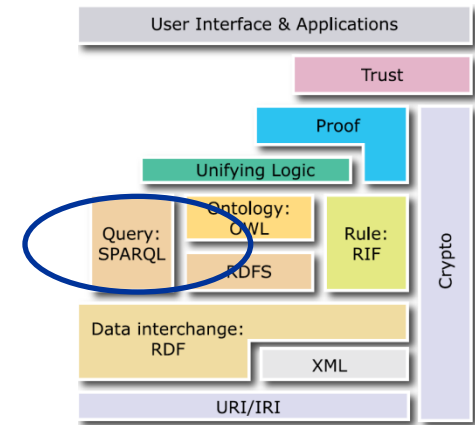 User Interface & Applications
Trust
Proof
Unifying Logic
Query:
SPARQL
Ontology:
OWL
RDFS
Rule:
RIF
Crypto
Data interchange:
RDF
XML
URI/IRI